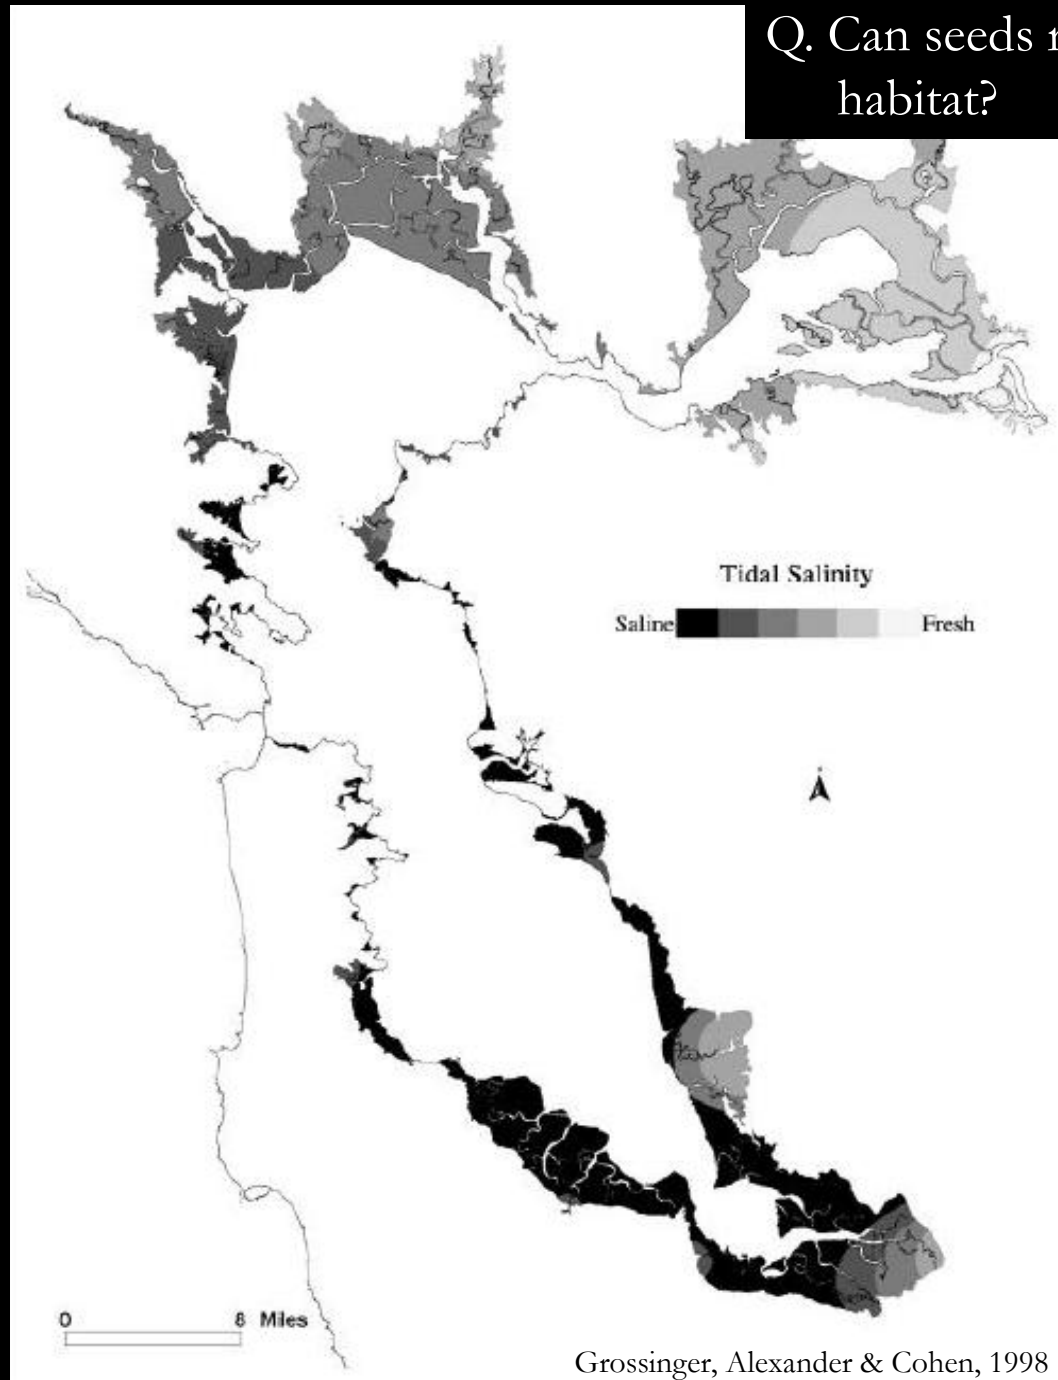 Q. Can seeds
habitat?
Tidal Salinity
Saline Fresh
0 8 Miles
Grossinger, Alexander & Cohen, 1998